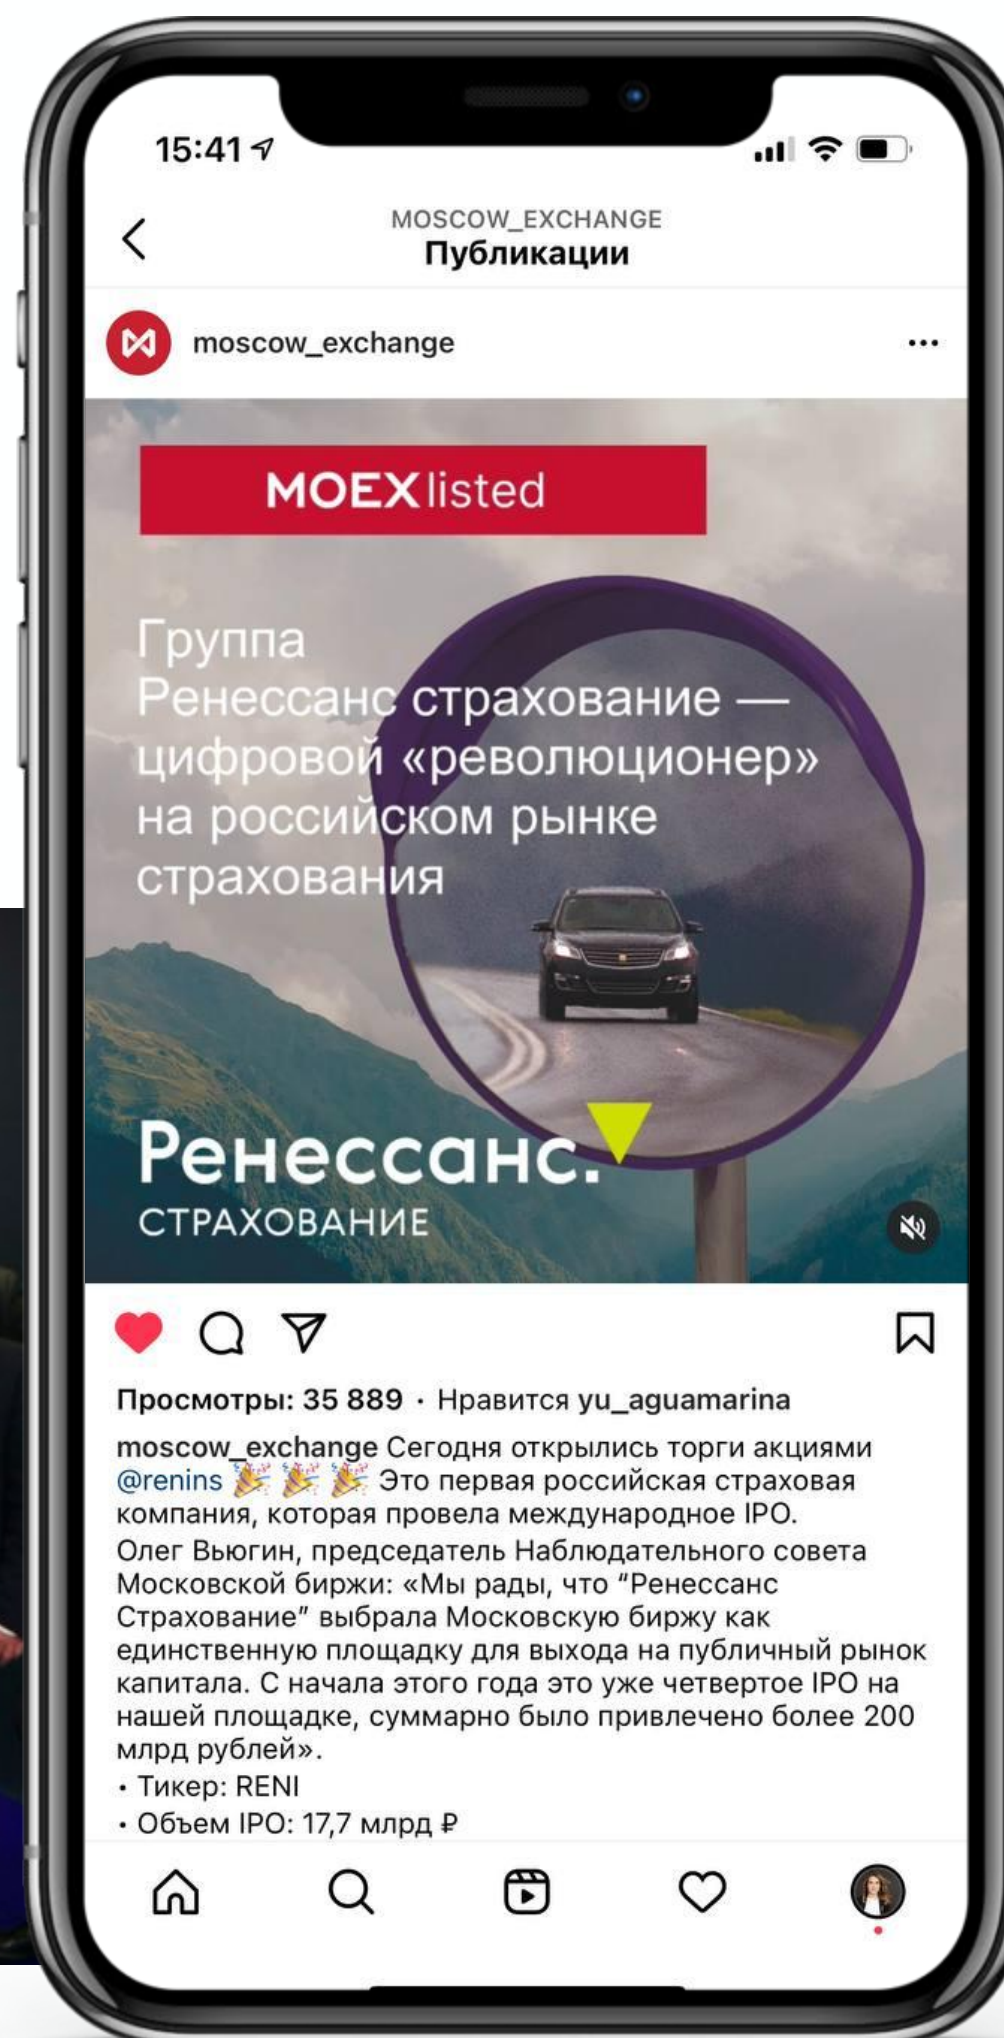 15:41
MOSCOW_EXCHANGE
Публикации
moscow_exchange
MOEX listed
Группа
Ренессанс страхование —
цифровой «революционер»
на российском рынке
страхования
Ренессанс.
СТРАХОВАНИЕ
Просмотры: 35 889 · Нравится yu_aguamarina
moscow_exchange Сегодня открылись торги акциями
@renins 🎉 🎉 🎉 Это первая российская страховая
компания, которая провела международное IPO.
Олег Вьюгин, председатель Наблюдательного совета
Московской биржи: «Мы рады, что “Ренессанс
Страхование” выбрала Московскую биржу как
единственную площадку для выхода на публичный рынок
капитала. С начала этого года это уже четвертое IPO на
нашей площадке, суммарно было привлечено более 200
млрд рублей».
• Тикер: RENI
• Объем IPO: 17,7 млрд ₽